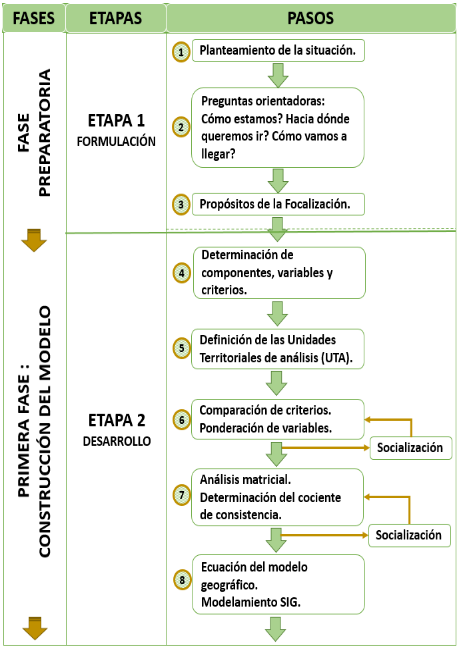 FASES
ETAPAS
PASOS
FASE
PREPARATORIA
ETAPA 1
FORMULACIÓN
1
Planteamiento de la situación.
2
Preguntas orientadoras:
Cómo estamos? Hacia dónde
queremos ir? Cómo vamos a
llegar?
3
Propósitos de la Focalización.
PRIMERA FASE :
CONSTRUCCIÓN DEL MODELO
ETAPA 2
DESARROLLO
4
Determinación de
componentes, variables y
criterios.
5
Definición de las Unidades
Territoriales de análisis (UTA).
6
Comparación de criterios.
Ponderación de variables.
Socialización
7
Análisis matricial.
Determinación del cociente
de consistencia.
Socialización
8
Ecuación del modelo
geográfico.
Modelamiento SIG.